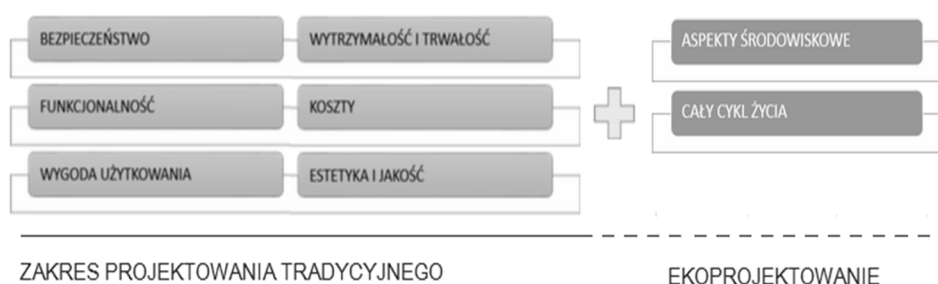 BEZPIECZEŃSTWO
WYTRZYMAŁOŚĆ I TRWAŁOŚĆ
FUNKCJONALNOŚĆ
KOSZTY
WYGODA UŻYTKOWANIA
ESTETYKA I JAKOŚĆ
ASPEKTY ŚRODOWISKOWE
CAŁY CYKL ŻYCIA
ZAKRES PROJEKTOWANIA TRADYCYJNEGO
EKOPROJEKTOWANIE